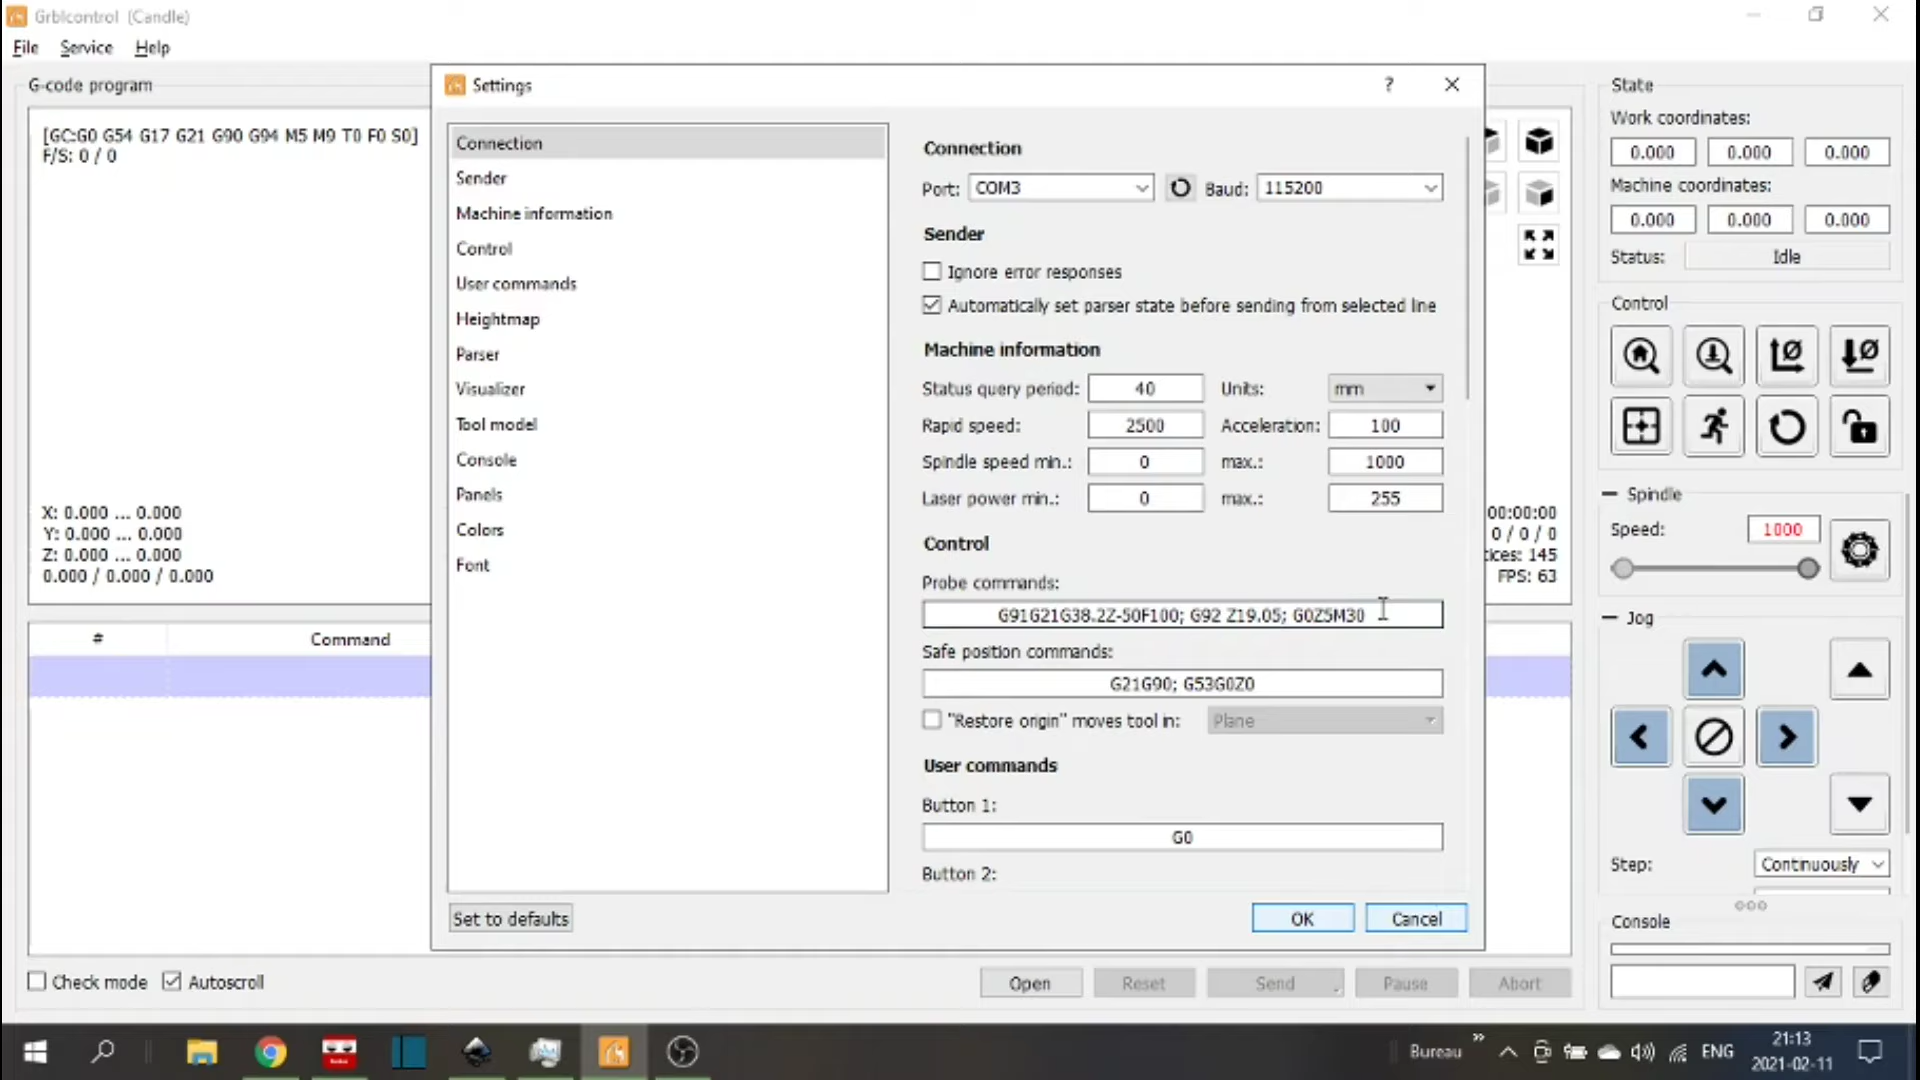 Grblcontrol (Candle)
File Service Help
G-code program
[GC:G0 G54 G17 G21 G90 G94 M5 M9 T0 F0 S0]
F/S: 0 / 0
X: 0.000 ... 0.000
Y: 0.000 ... 0.000
Z: 0.000 ... 0.000
0.000 / 0.000 / 0.000
# Command
Check mode Autoscroll
Settings
?
Connection
Sender
Machine information
Control
User commands
Heightmap
Parser
Visualizer
Tool model
Console
Panels
Colors
Font
Set to defaults
Connection
Port: COM3 Baud: 115200
Sender
Ignore error responses
Automatically set parser state before sending from selected line
Machine information
Status query period: 40 Units: mm
Rapid speed: 2500 Acceleration: 100
Spindle speed min.: 0 max.: 1000
Laser power min.: 0 max.: 255
Control
Probe commands:
G91G21G38.2Z-50F100; G92 Z19.05; G0Z5M30
Safe position commands:
G21G90; G53G0Z0
"Restore origin" moves tool in: Plane
User commands
Button 1:
G0
Button 2:
OK Cancel
00:00:00
0 / 0 / 0
tices: 145
FPS: 63
Open Reset Send Pause Abort
State
Work coordinates:
0.000 0.000 0.000
Machine coordinates:
0.000 0.000 0.000
Status: Idle
Control
Spindle
Speed: 1000
Jog
Step: Continuously
Console
Bureau ENG 21:13
2021-02-11